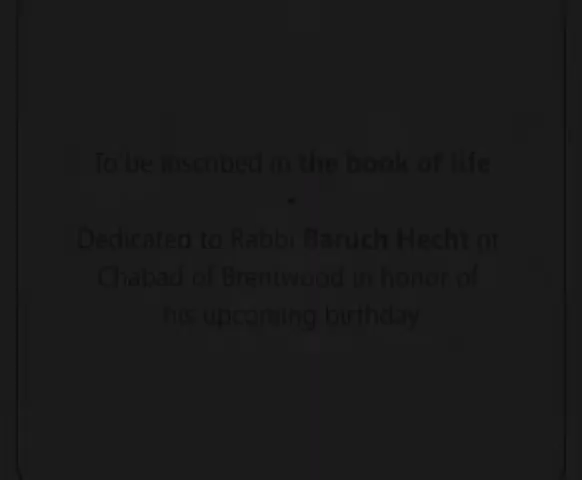 To be inscribed in the book of life
•
Dedicated to Rabbi Baruch Hecht of
Chabad of Brentwood in honor of
his upcoming birthday